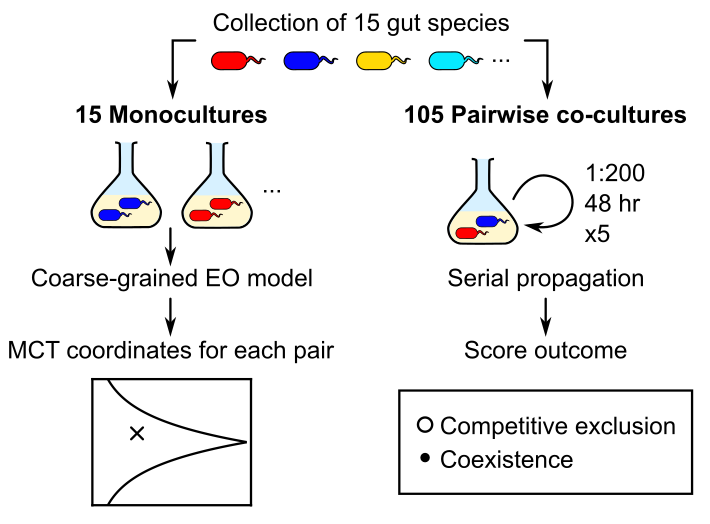 Collection of 15 gut species
...
15 Monocultures
105 Pairwise co-cultures
...
1:200
48 hr
x5
Coarse-grained EO model
Serial propagation
MCT coordinates for each pair
Score outcome
Competitive exclusion
Coexistence